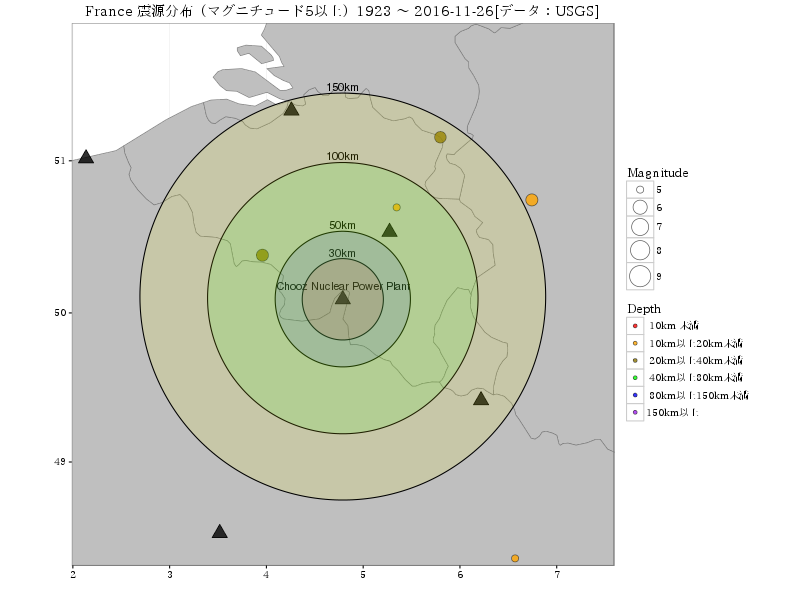 France 震源分布（マグニチュード5以上）1923 〜 2016-11-26[データ：USGS]
150km
100km
50km
30km
Chooz Nuclear Power Plant
51
50
49
2 3 4 5 6 7
Magnitude
5
6
7
8
9
Depth
10km 未満
10km以上20km未満
20km以上40km未満
40km以上80km未満
80km以上150km未満
150km以上